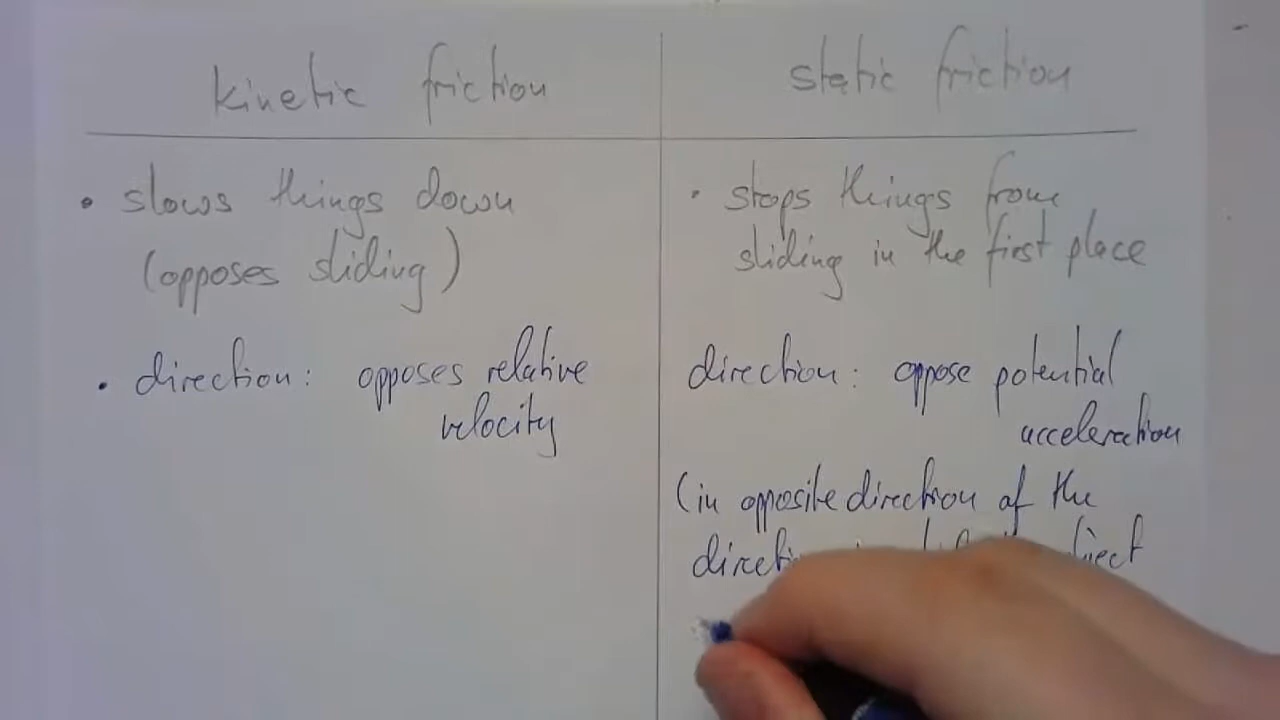 kinetic friction
static friction
• slows things down
(opposes sliding)
• direction: opposes relative
velocity
• stops things from
sliding in the first place
direction: oppose potential
acceleration
(in opposite direction of the